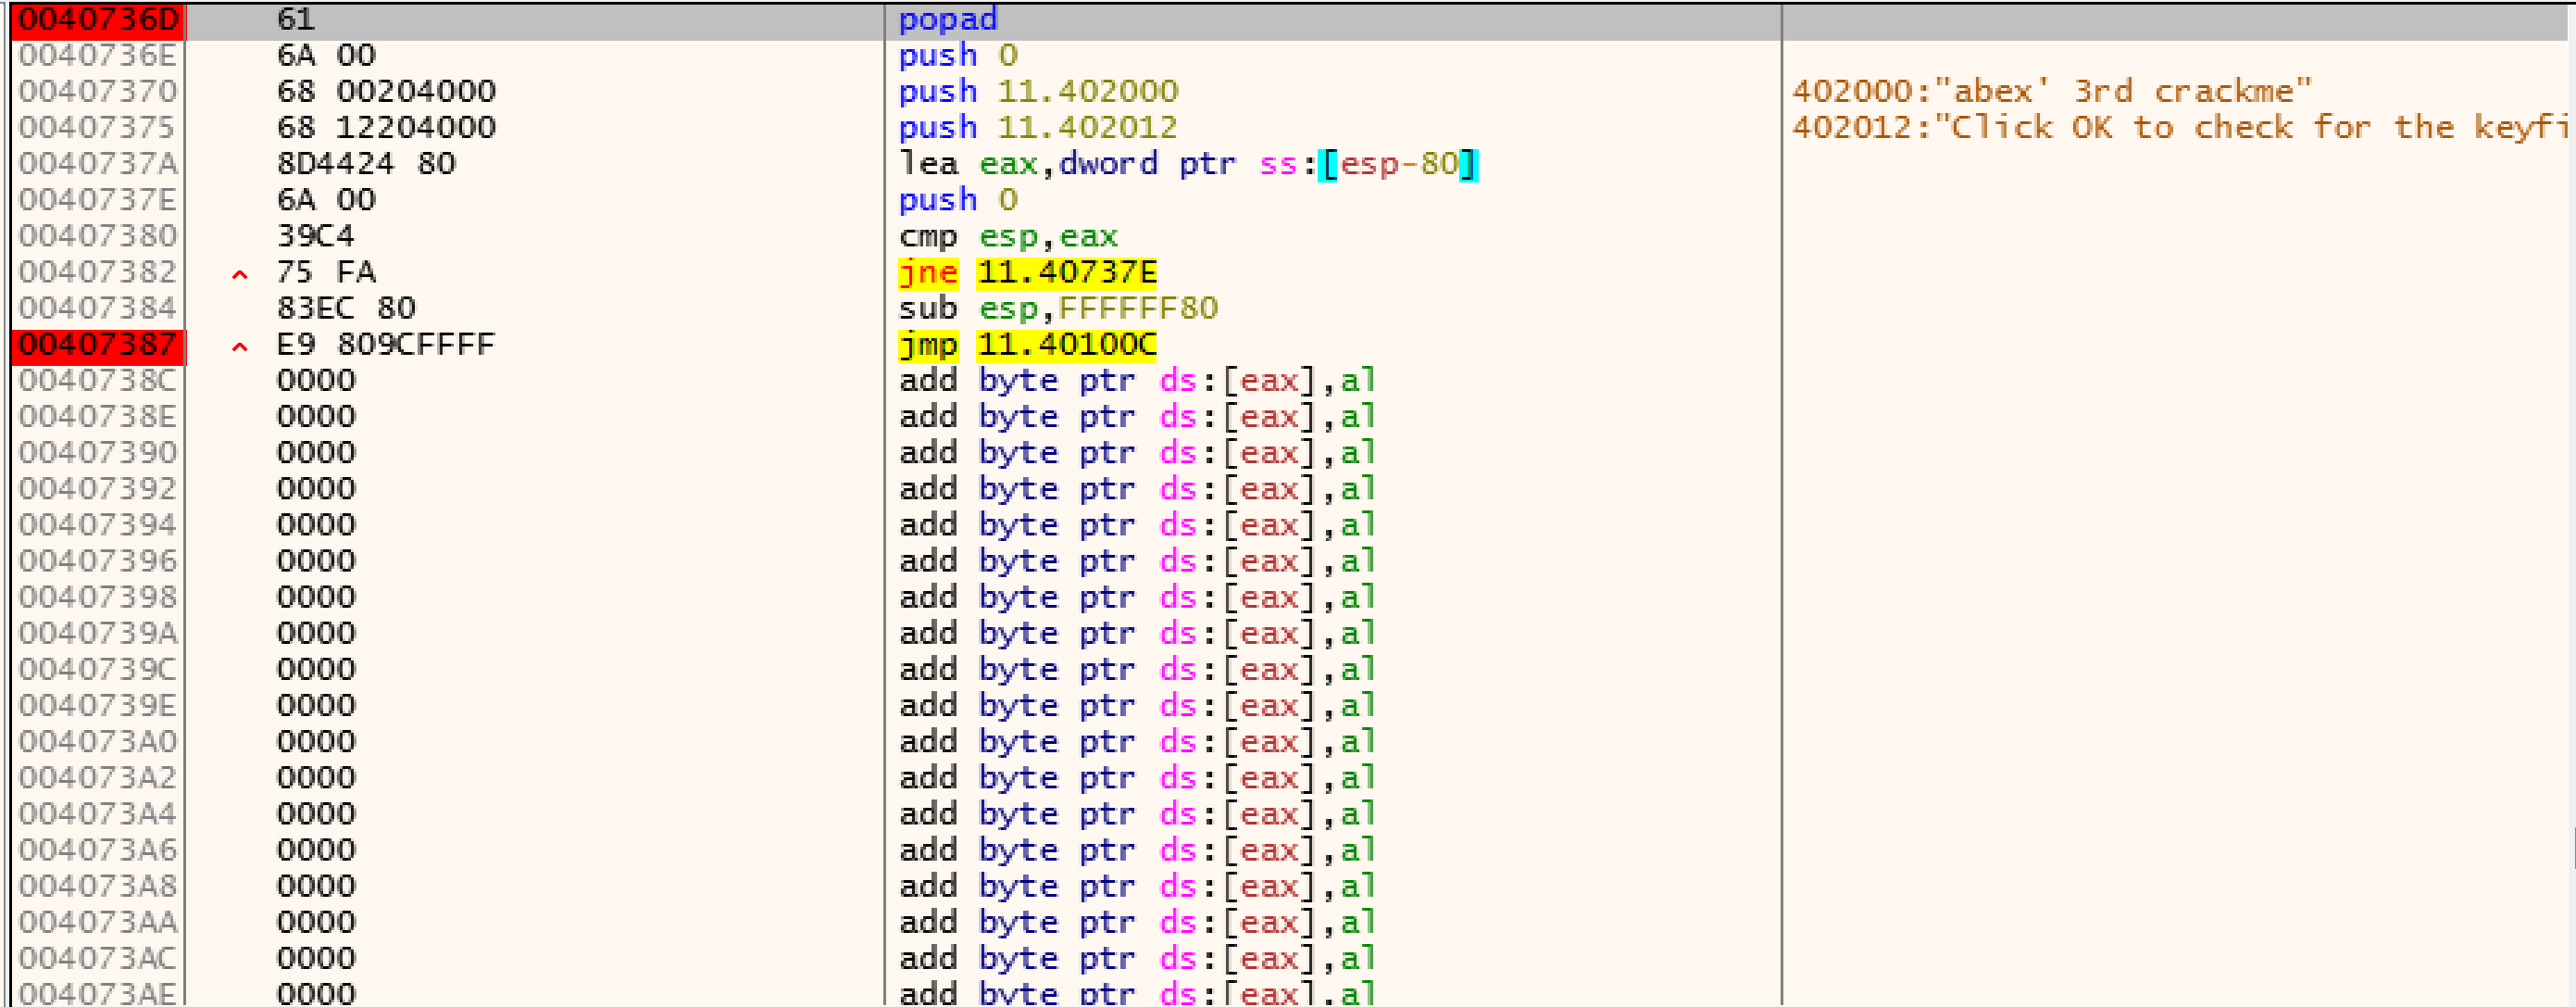 0040736D 61 popad
0040736E 6A 00 push 0
00407370 68 00204000 push 11.402000 402000:"abex' 3rd crackme"
00407375 68 12204000 push 11.402012 402012:"Click OK to check for the keyfi
0040737A 8D4424 80 lea eax,dword ptr ss:[esp-80]
0040737E 6A 00 push 0
00407380 39C4 cmp esp,eax
00407382 ^ 75 FA jne 11.40737E
00407384 83EC 80 sub esp,FFFFFF80
00407387 ^ E9 809CFFFF jmp 11.40100C
0040738C 0000 add byte ptr ds:[eax],al
0040738E 0000 add byte ptr ds:[eax],al
00407390 0000 add byte ptr ds:[eax],al
00407392 0000 add byte ptr ds:[eax],al
00407394 0000 add byte ptr ds:[eax],al
00407396 0000 add byte ptr ds:[eax],al
00407398 0000 add byte ptr ds:[eax],al
0040739A 0000 add byte ptr ds:[eax],al
0040739C 0000 add byte ptr ds:[eax],al
0040739E 0000 add byte ptr ds:[eax],al
004073A0 0000 add byte ptr ds:[eax],al
004073A2 0000 add byte ptr ds:[eax],al
004073A4 0000 add byte ptr ds:[eax],al
004073A6 0000 add byte ptr ds:[eax],al
004073A8 0000 add byte ptr ds:[eax],al
004073AA 0000 add byte ptr ds:[eax],al
004073AC 0000 add byte ptr ds:[eax],al
004073AE 0000 add byte ptr ds:[eax],al